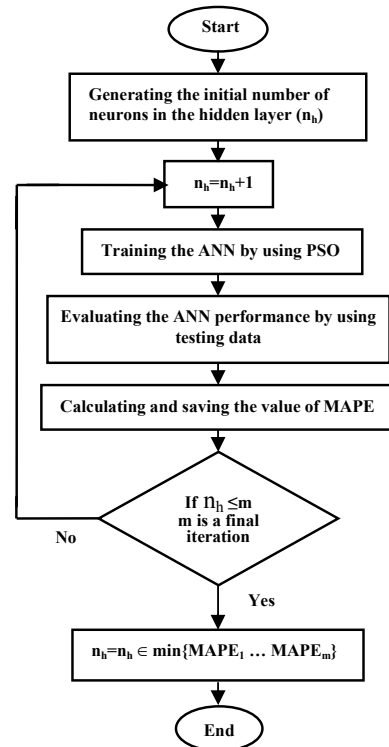 Start
Generating the initial number of
neurons in the hidden layer (nₕ)
nₕ=nₕ+1
Training the ANN by using PSO
Evaluating the ANN performance by using
testing data
Calculating and saving the value of MAPE
If nₕ ≤m
m is a final
iteration
No
Yes
nₕ=nₕ ∈ min{MAPE₁ … MAPEₘ}
End